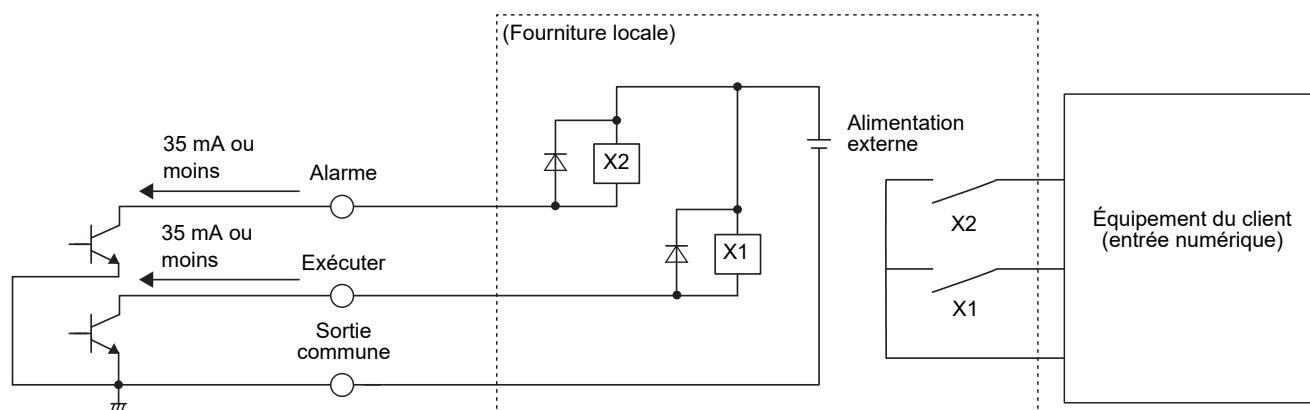 (Fourniture locale)
35 mA ou
moins
Alarme
X2
Alimentation
externe
35 mA ou
moins
Exécuter
X1
Sortie
commune
X2
X1
Équipement du client
(entrée numérique)